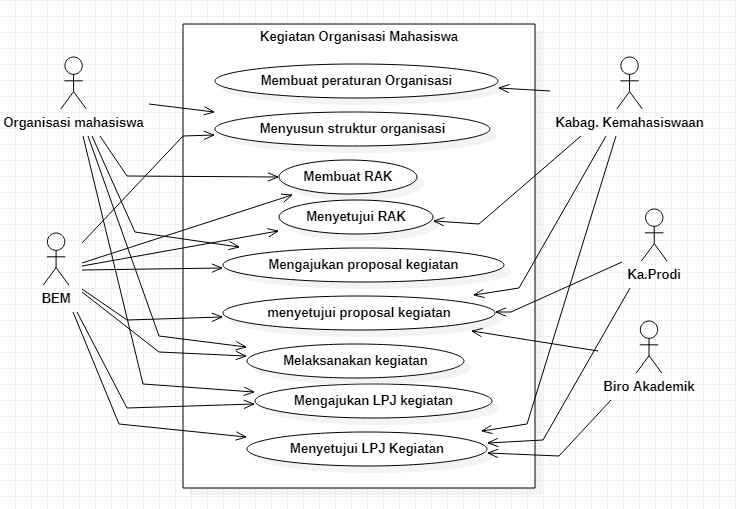 Kegiatan Organisasi Mahasiswa
Membuat peraturan Organisasi
Organisasi mahasiswa
Kabag. Kemahasiswaan
Menyusun struktur organisasi
Membuat RAK
Menyetujui RAK
Mengajukan proposal kegiatan
Ka.Prodi
BEM
menyetujui proposal kegiatan
Melaksanakan kegiatan
Biro Akademik
Mengajukan LPJ kegiatan
Menyetujui LPJ Kegiatan